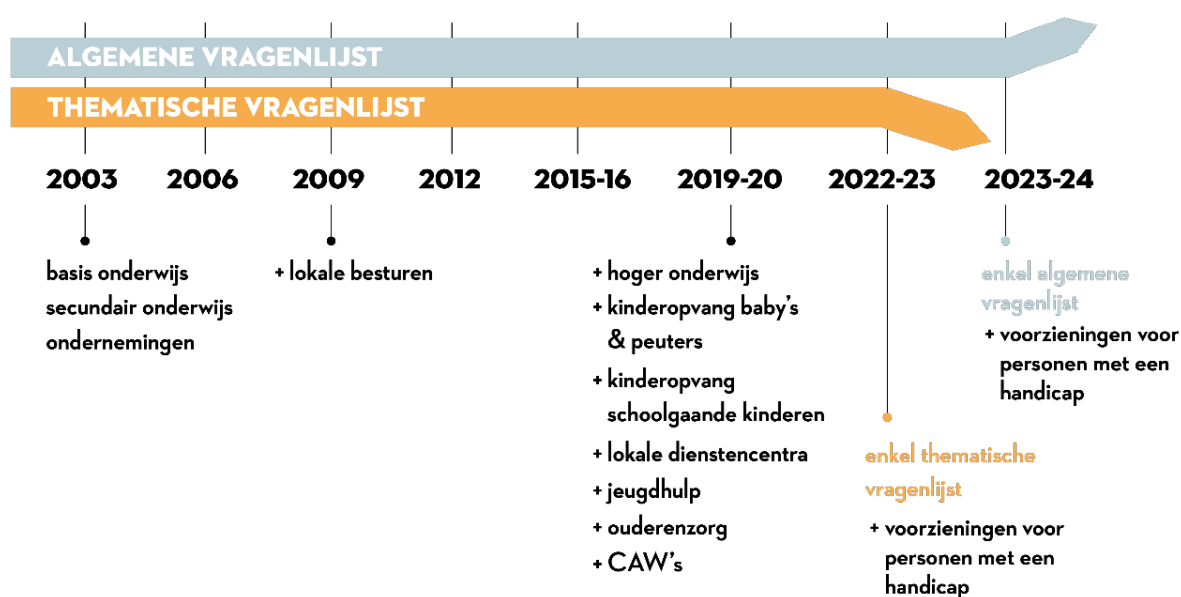 ALGEMENE VRAGENLIJST
THEMATISCHE VRAGENLIJST
2003 2006 2009 2012 2015-16 2019-20 2022-23 2023-24
basis onderwijs
secundair onderwijs
ondernemingen
+ lokale besturen
+ hoger onderwijs
+ kinderopvang baby's
& peuters
+ kinderopvang
schoolgaande kinderen
+ lokale dienstencentra
+ jeugdhulp
+ ouderenzorg
+ CAW's
enkel thematische
vragenlijst
+ voorzieningen voor
personen met een
handicap
enkel algemene
vragenlijst
+ voorzieningen voor
personen met een
handicap